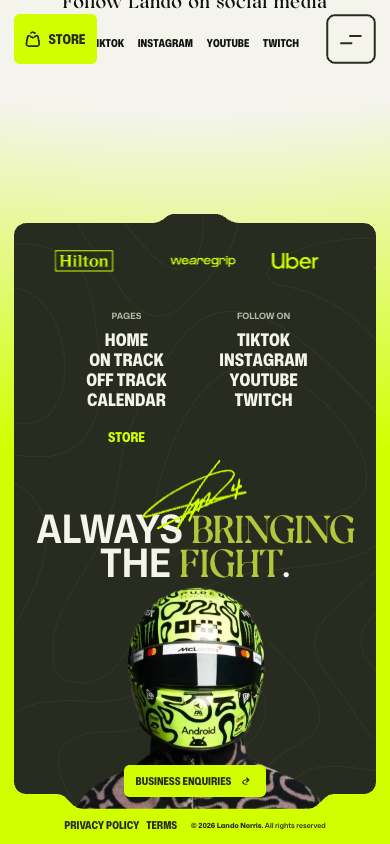 Follow Lando on social media
STORE
IKTOK INSTAGRAM YOUTUBE TWITCH
Hilton wearegrip Uber
PAGES
HOME
ON TRACK
OFF TRACK
CALENDAR
STORE
FOLLOW ON
TIKTOK
INSTAGRAM
YOUTUBE
TWITCH
ALWAYS BRINGING
THE FIGHT.
McLaren
Android
BUSINESS ENQUIRIES
PRIVACY POLICY TERMS © 2026 Lando Norris. All rights reserved